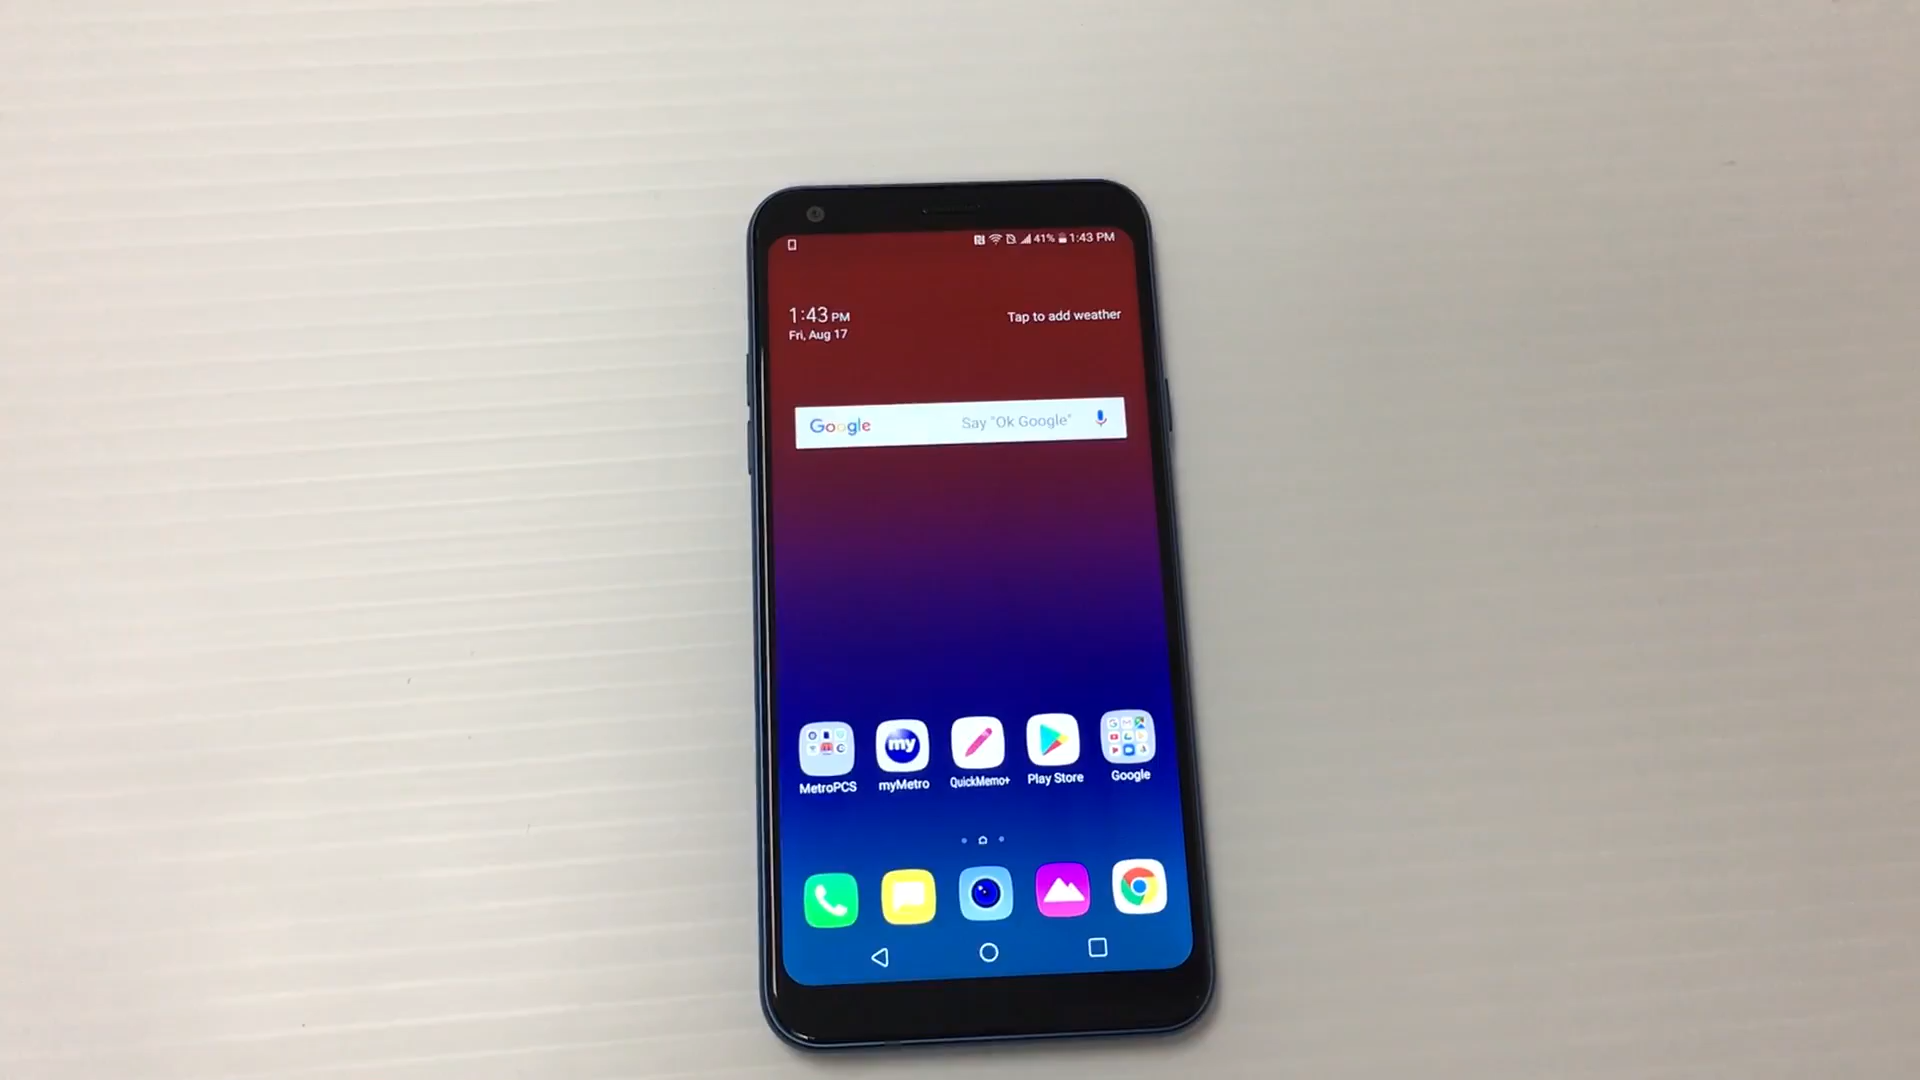 41% 1:43 PM
1:43 PM
Tap to add weather
Fri, Aug 17
Google Say "Ok Google"
my
MetroPCS myMetro QuickMemo+ Play Store Google